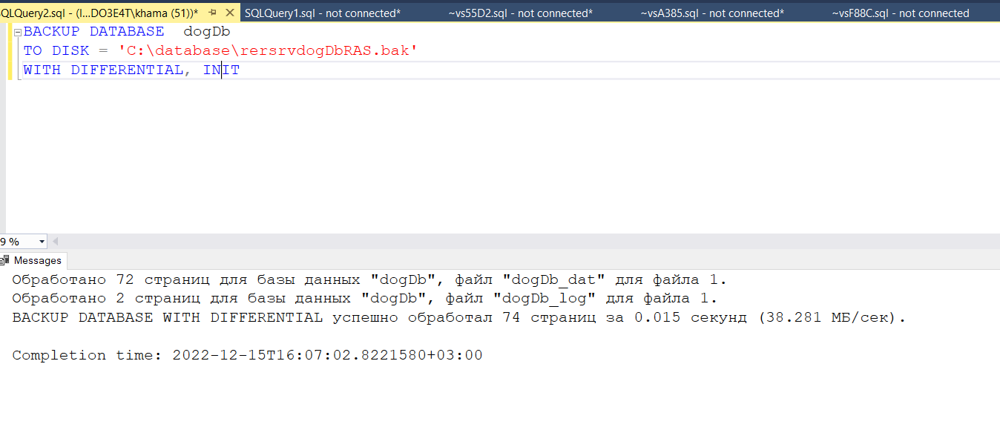 SQLQuery2.sql - (l...DO3E4T\khama (51))* SQLQuery1.sql - not connected* ~vs55D2.sql - not connected* ~vsA385.sql - not connected* ~vsF88C.sql - not connected
BACKUP DATABASE  dogDb
TO DISK = 'C:\database\rersrvdogDbRAS.bak'
WITH DIFFERENTIAL, INIT
9 %
Messages
Обработано 72 страниц для базы данных "dogDb", файл "dogDb_dat" для файла 1.
Обработано 2 страниц для базы данных "dogDb", файл "dogDb_log" для файла 1.
BACKUP DATABASE WITH DIFFERENTIAL успешно обработал 74 страниц за 0.015 секунд (38.281 МБ/сек).
Completion time: 2022-12-15T16:07:02.8221580+03:00